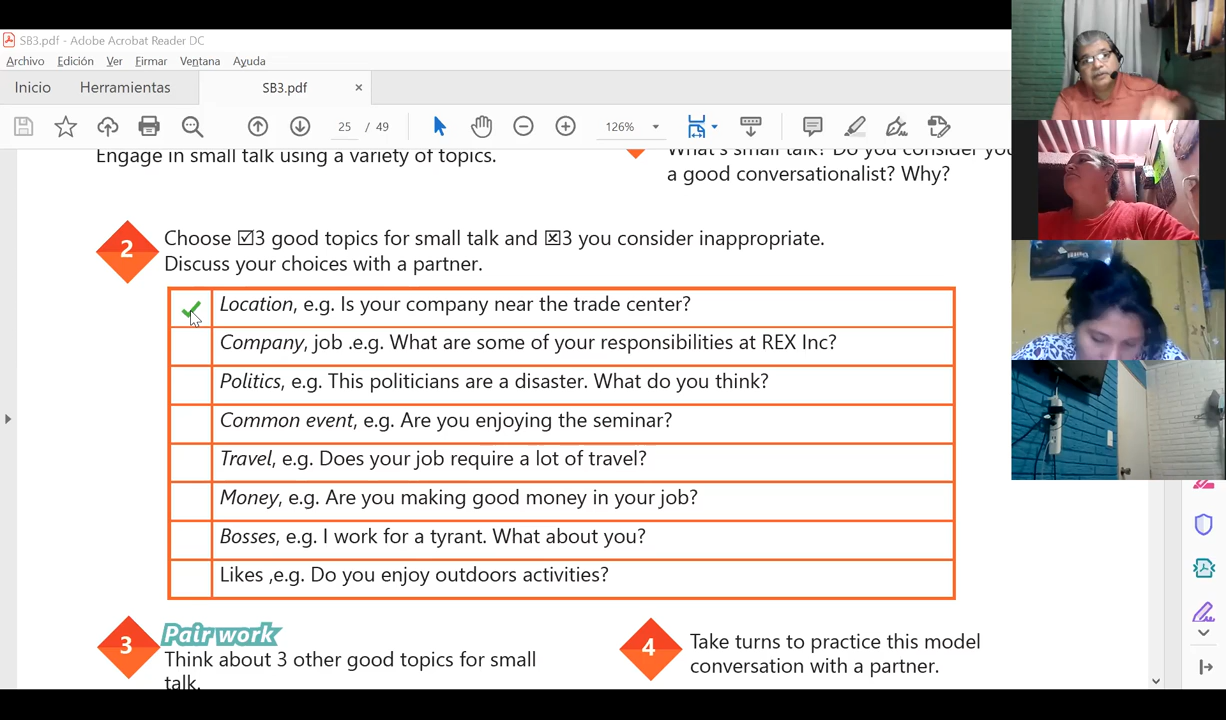 SB3.pdf - Adobe Acrobat Reader DC
Archivo Edición Ver Firmar Ventana Ayuda
Inicio Herramientas SB3.pdf ×
25 / 49 126%
Engage in small talk using a variety of topics.
What's small talk? Do you consider you
a good conversationalist? Why?
2 Choose ☑3 good topics for small talk and ☒3 you consider inappropriate.
Discuss your choices with a partner.
Location, e.g. Is your company near the trade center?
Company, job .e.g. What are some of your responsibilities at REX Inc?
Politics, e.g. This politicians are a disaster. What do you think?
Common event, e.g. Are you enjoying the seminar?
Travel, e.g. Does your job require a lot of travel?
Money, e.g. Are you making good money in your job?
Bosses, e.g. I work for a tyrant. What about you?
Likes ,e.g. Do you enjoy outdoors activities?
3 Pair work
Think about 3 other good topics for small
talk.
4 Take turns to practice this model
conversation with a partner.